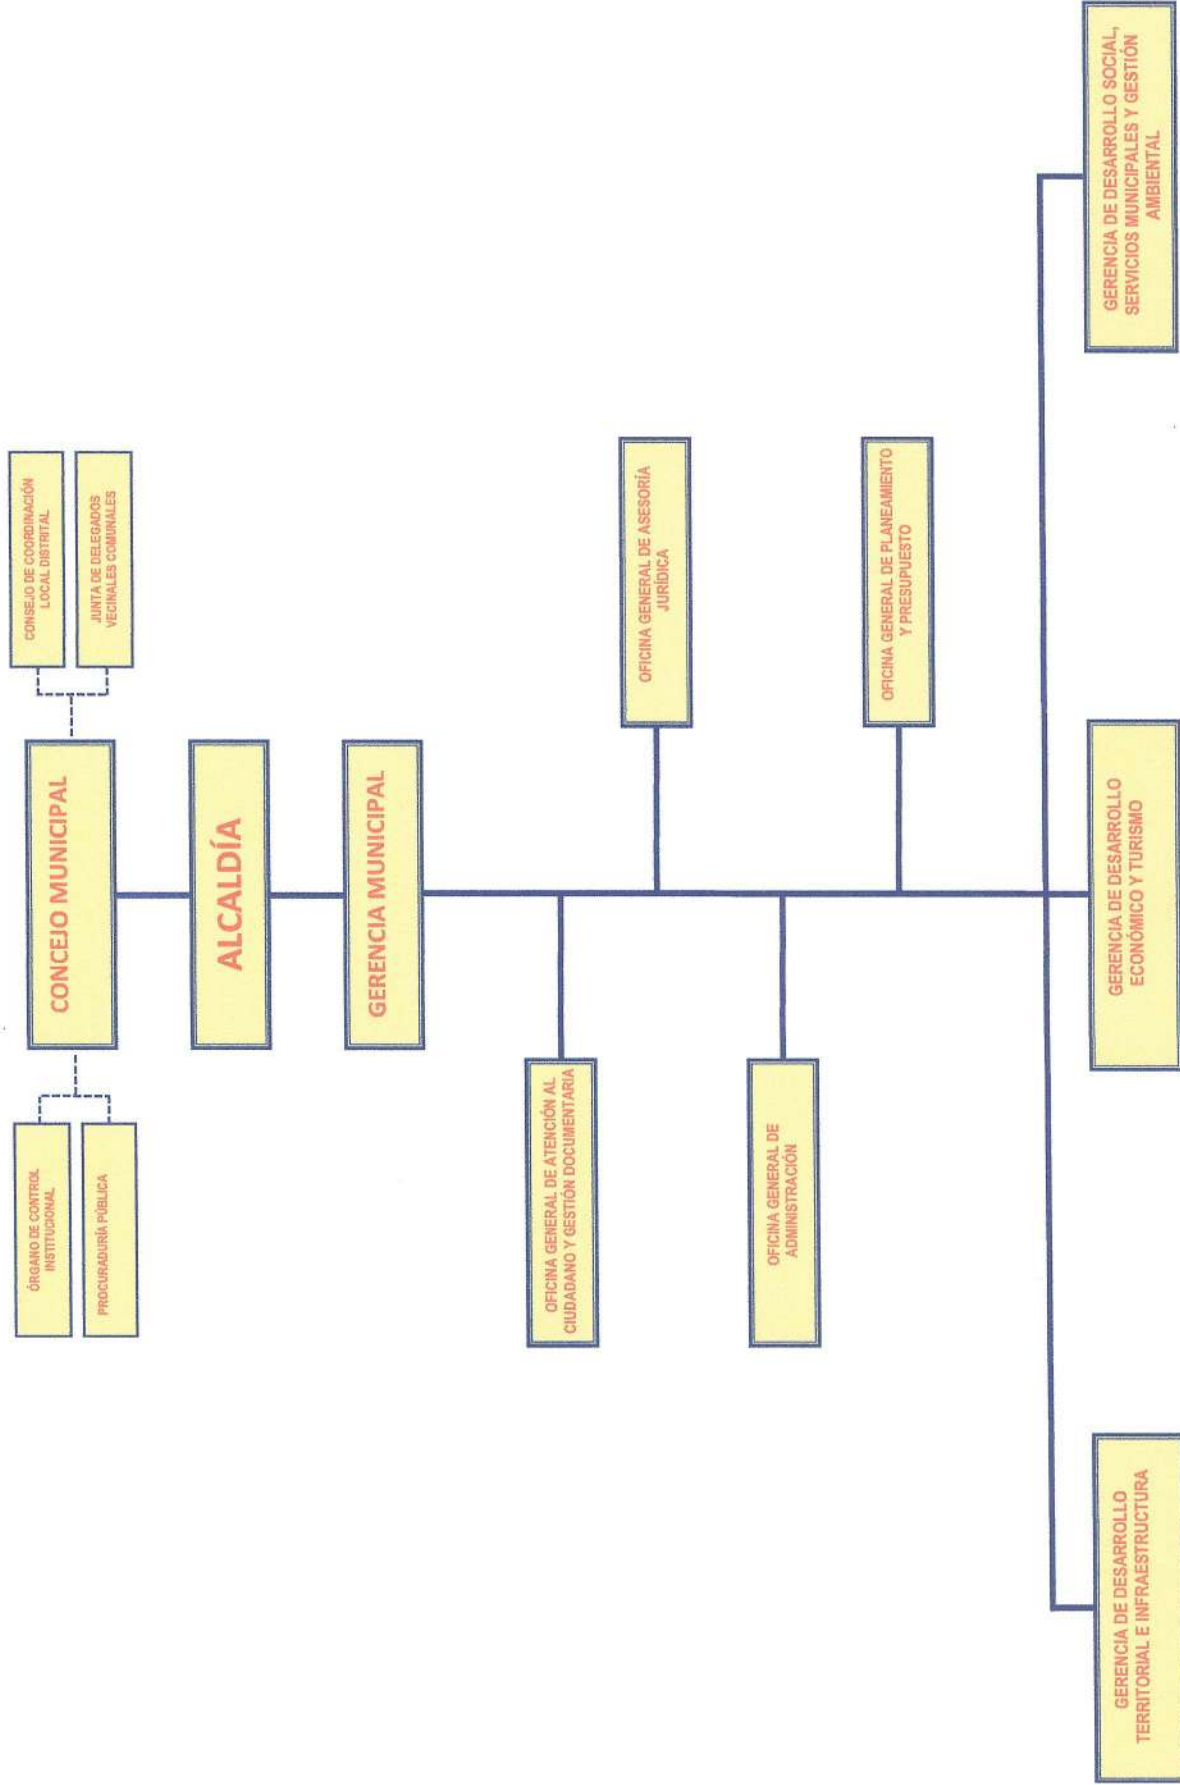 ÓRGANO DE CONTROL
INSTITUCIONAL
PROCURADURÍA PÚBLICA
CONCEJO MUNICIPAL
CONSEJO DE COORDINACIÓN
LOCAL DISTRITAL
JUNTA DE DELEGADOS
VECINALES COMUNALES
ALCALDÍA
GERENCIA MUNICIPAL
OFICINA GENERAL DE ATENCIÓN AL
CIUDADANO Y GESTIÓN DOCUMENTARIA
OFICINA GENERAL DE ASESORÍA
JURÍDICA
OFICINA GENERAL DE
ADMINISTRACIÓN
OFICINA GENERAL DE PLANEAMIENTO
Y PRESUPUESTO
GERENCIA DE DESARROLLO
TERRITORIAL E INFRAESTRUCTURA
GERENCIA DE DESARROLLO
ECONÓMICO Y TURISMO
GERENCIA DE DESARROLLO SOCIAL,
SERVICIOS MUNICIPALES Y GESTIÓN
AMBIENTAL